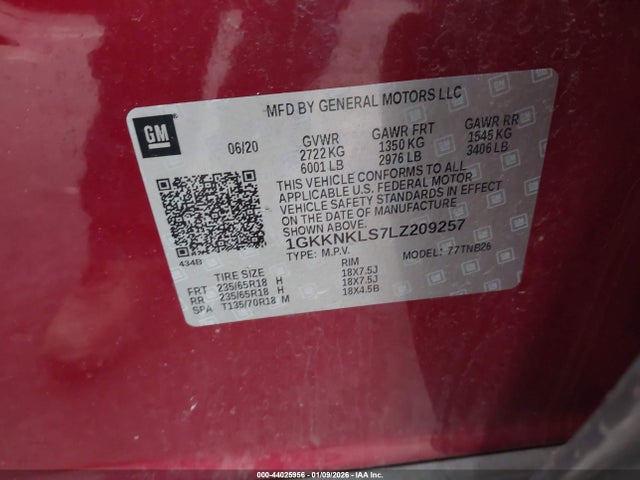 MFD BY GENERAL MOTORS LLC
GM
06/20
GVWR GAWR FRT GAWR RR
2722 KG 1350 KG 1545 KG
6001 LB 2976 LB 3406 LB
THIS VEHICLE CONFORMS TO ALL
APPLICABLE U.S. FEDERAL MOTOR
VEHICLE SAFETY STANDARDS IN EFFECT
ON THE DATE OF MANUFACTURE
SHOWN ABOVE.
1GKKNKLS7LZ209257
TYPE: M.P.V. MODEL: 77TNB26
434B
TIRE SIZE RIM
FRT 235/65R18 H 18X7.5J
RR 235/65R18 H 18X7.5J
SPA T135/70R18 M 18X4.5B
000-44025956 - 01/09/2026 - IAA Inc.